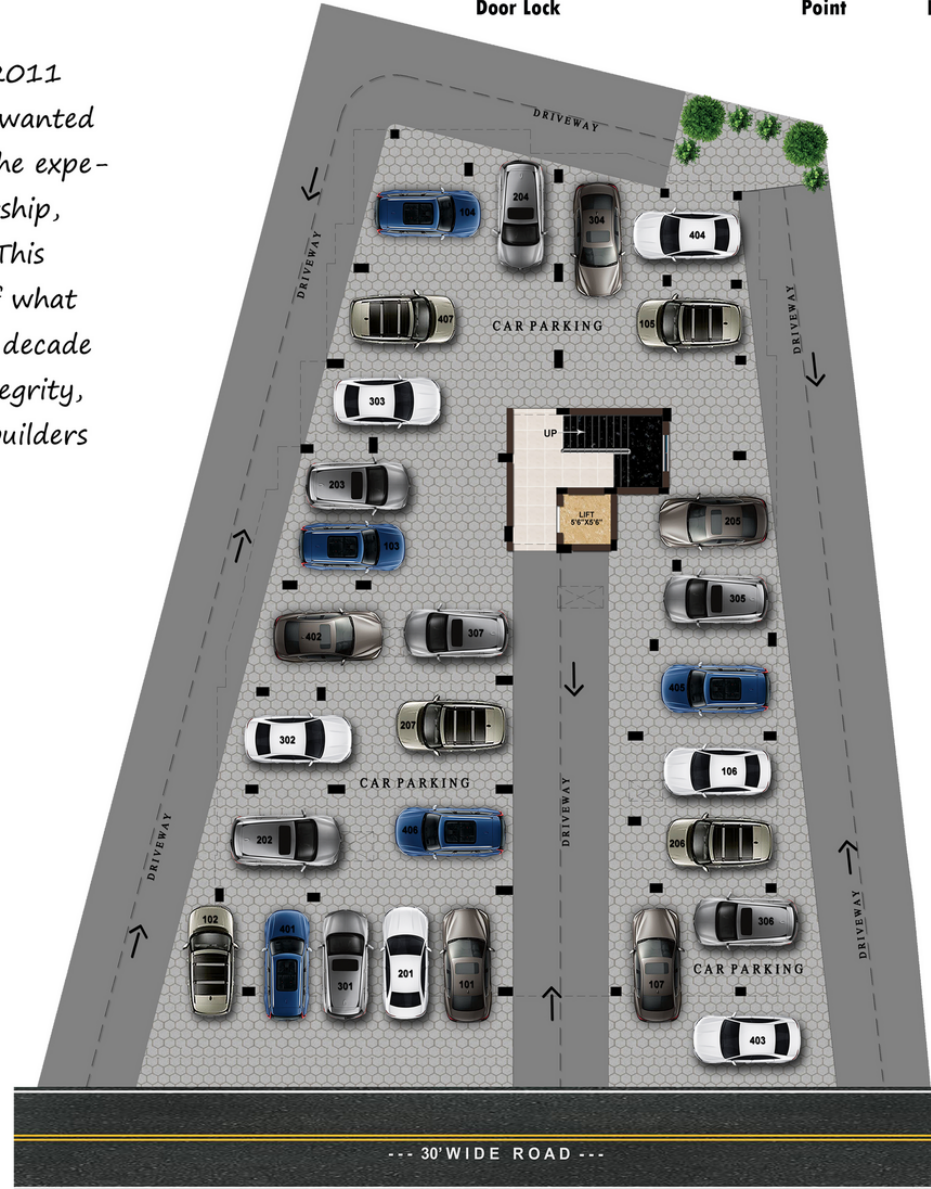 Door Lock
Point
2011
wanted
he expe-
ship,
This
f what
decade
tegrity,
builders
DRIVEWAY
DRIVEWAY
DRIVEWAY
104
204
304
404
407
CAR PARKING
105
303
UP
203
LIFT
5'6"X5'6"
205
103
305
402
307
405
302
207
106
CAR PARKING
DRIVEWAY
DRIVEWAY
202
406
206
DRIVEWAY
102
401
301
201
101
107
306
CAR PARKING
403
--- 30' WIDE ROAD ---